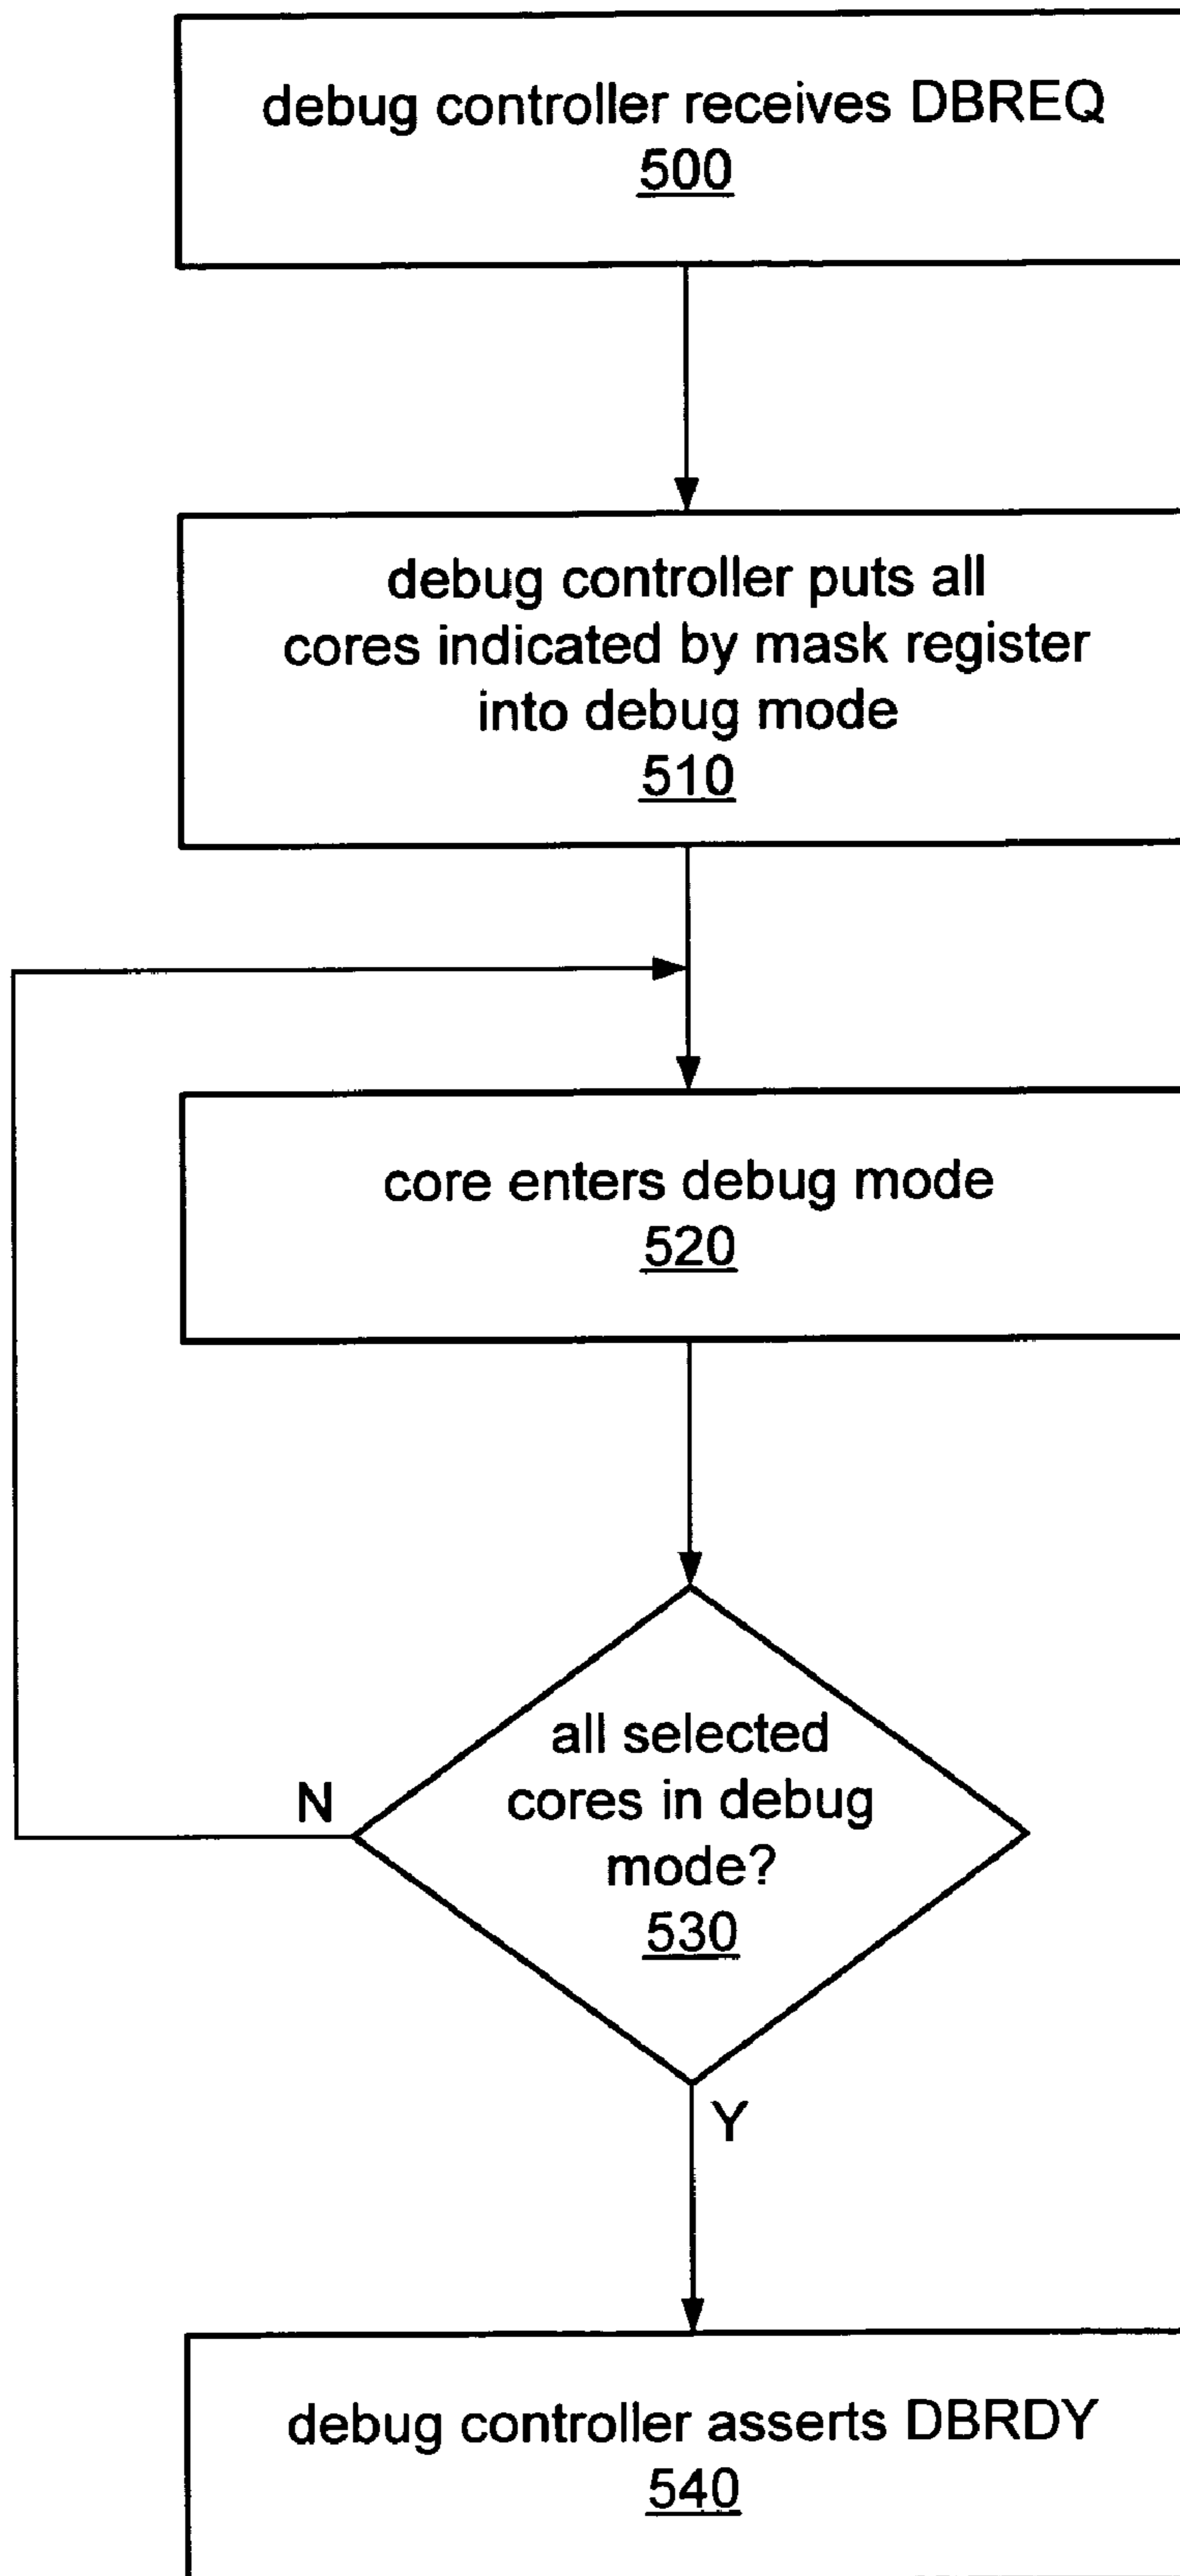 debug controller receives DBREQ
500
debug controller puts all
cores indicated by mask register
into debug mode
510
core enters debug mode
520
all selected
cores in debug
mode?
530
N
Y
debug controller asserts DBRDY
540